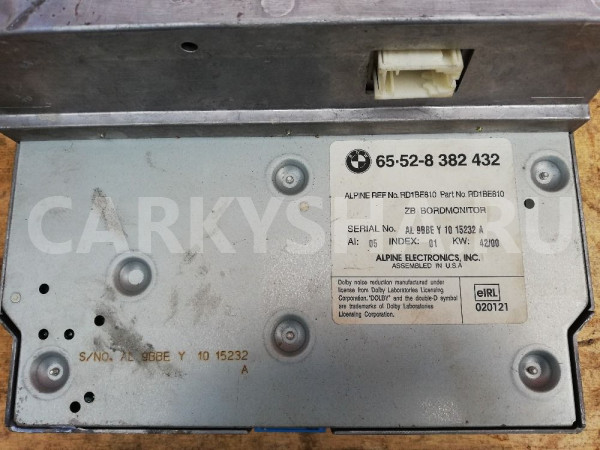 BMW 65·52-8 382 432
ALPINE REF No. RD1BE610 Part No. RD1BE610
ZB BORDMONITOR
SERIAL No. AL 9BBE Y 10 15232 A
AI: 05 INDEX: 01 KW: 42/00
ALPINE ELECTRONICS, INC.
ASSEMBLED IN U.S.A
Dolby noise reduction manufactured under
license from Dolby Laboratories Licensing
Corporation. "DOLBY" and the double-D symbol
are trademarks of Dolby Laboratories
Licensing Corporation.
eIRL
020121
S/NO. AL 9BBE Y 10 15232
A